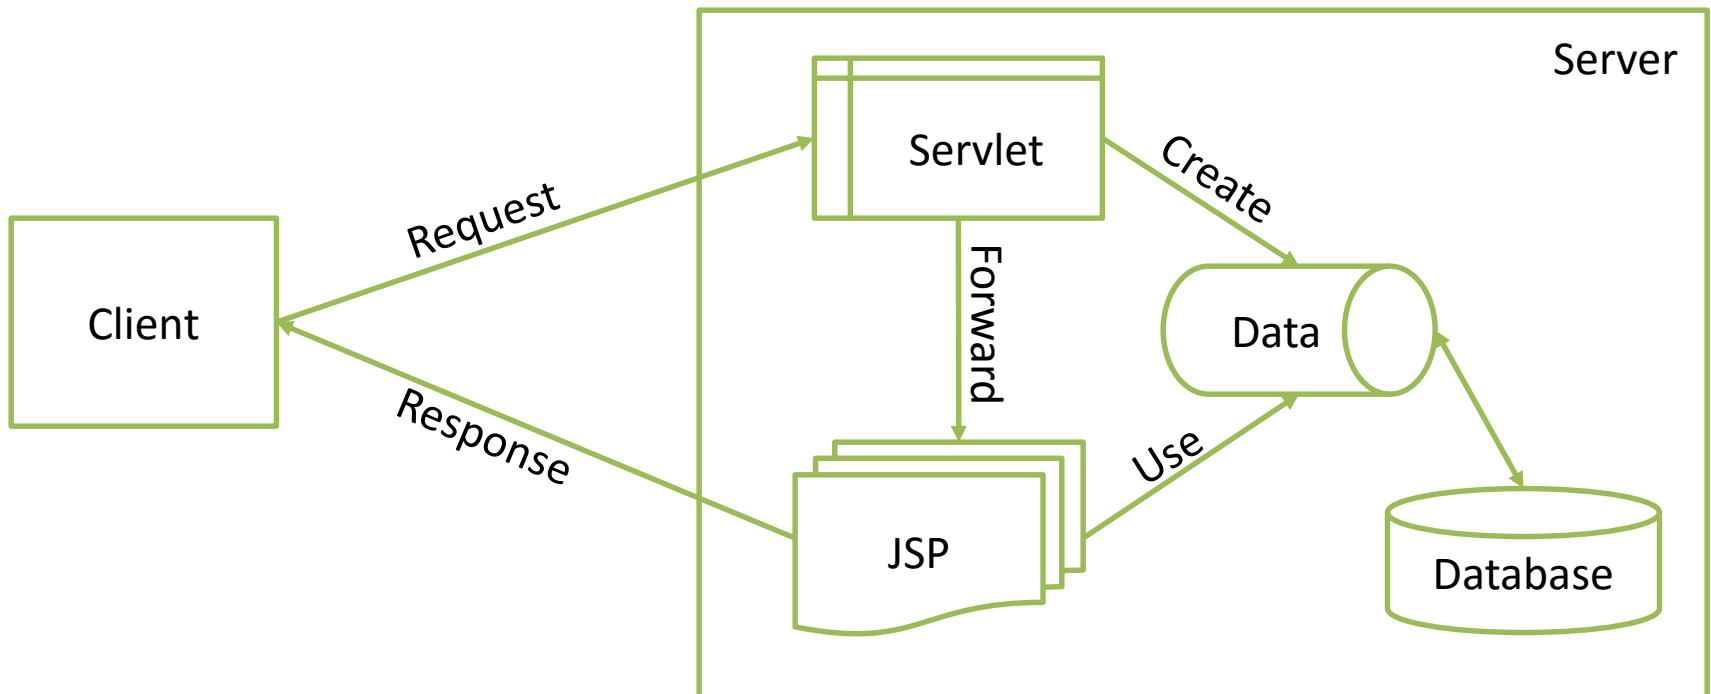 Server
Servlet
Create
Request
Forward
Client
Data
Response
Use
JSP
Database